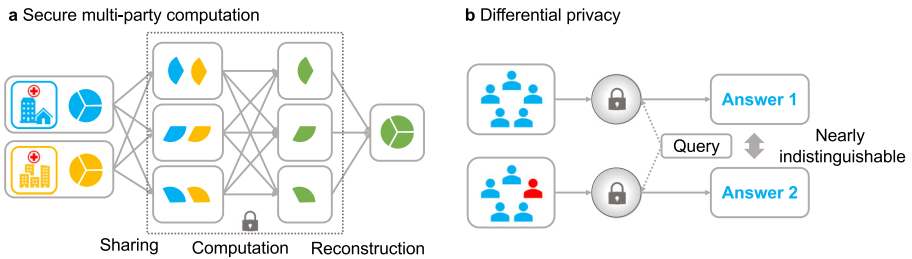 a Secure multi-party computation
Sharing
Computation
Reconstruction
b Differential privacy
Answer 1
Query
Nearly
indistinguishable
Answer 2